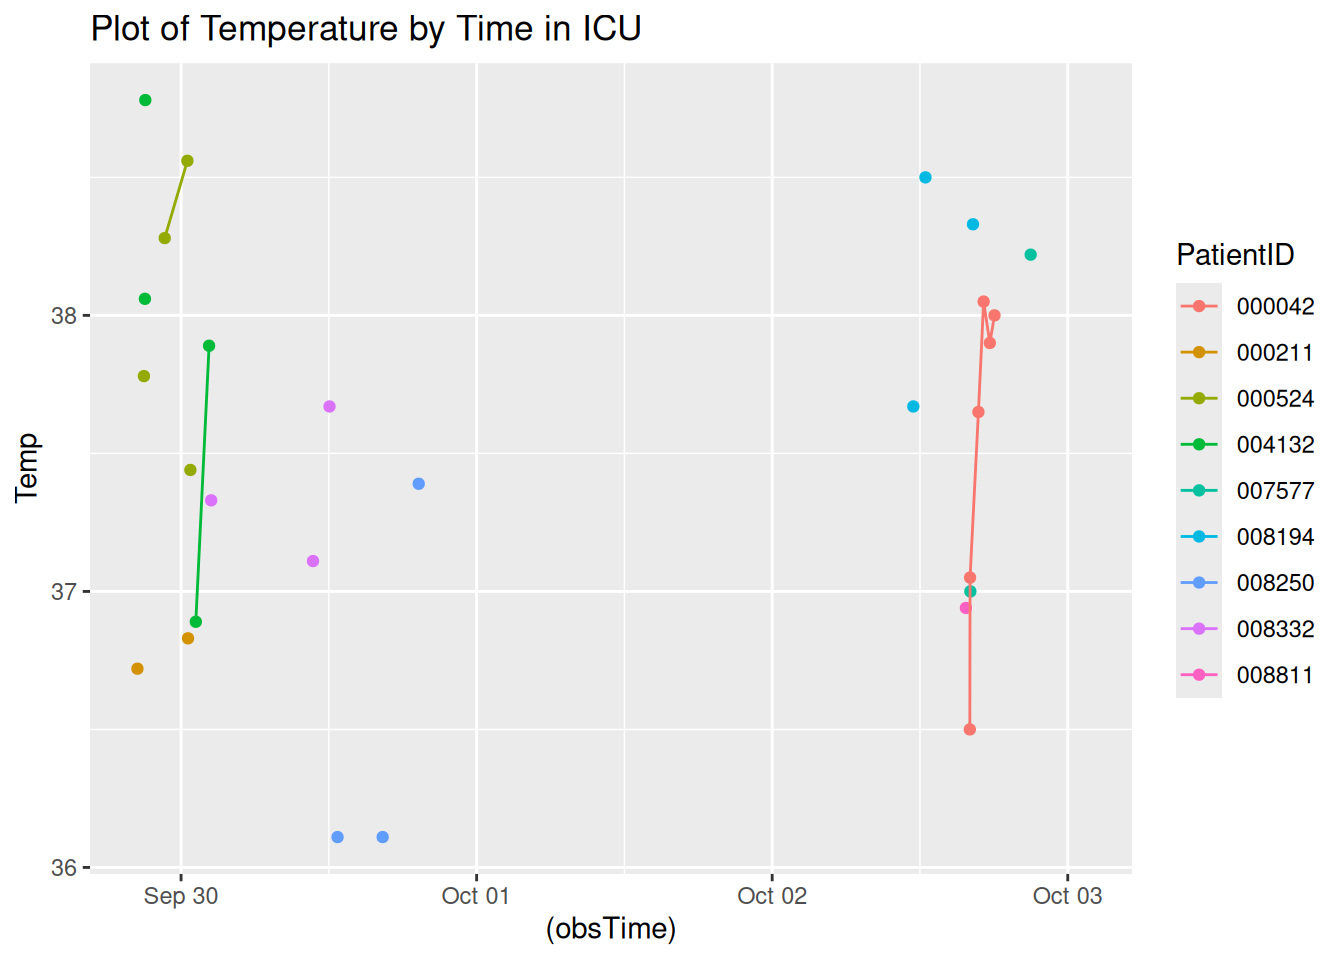 Plot of Temperature by Time in ICU
Temp
38
37
36
Sep 30
Oct 01
Oct 02
Oct 03
(obsTime)
PatientID
000042
000211
000524
004132
007577
008194
008250
008332
008811